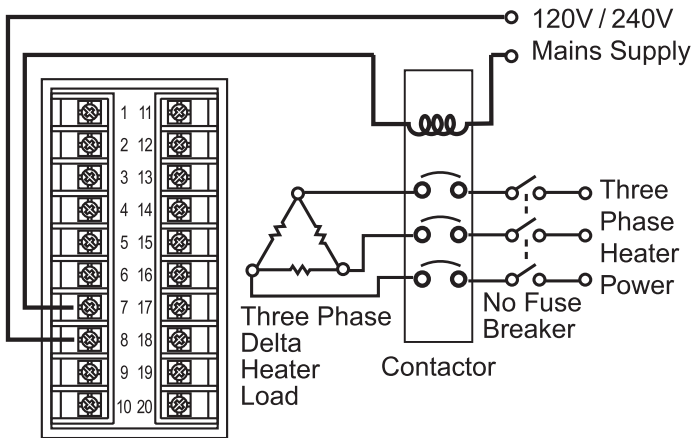 120V / 240V
Mains Supply
1 11
2 12
3 13
4 14
5 15
6 16
7 17
8 18
9 19
10 20
Three
Phase
Heater
Power
No Fuse
Breaker
Three Phase
Delta
Heater
Load
Contactor